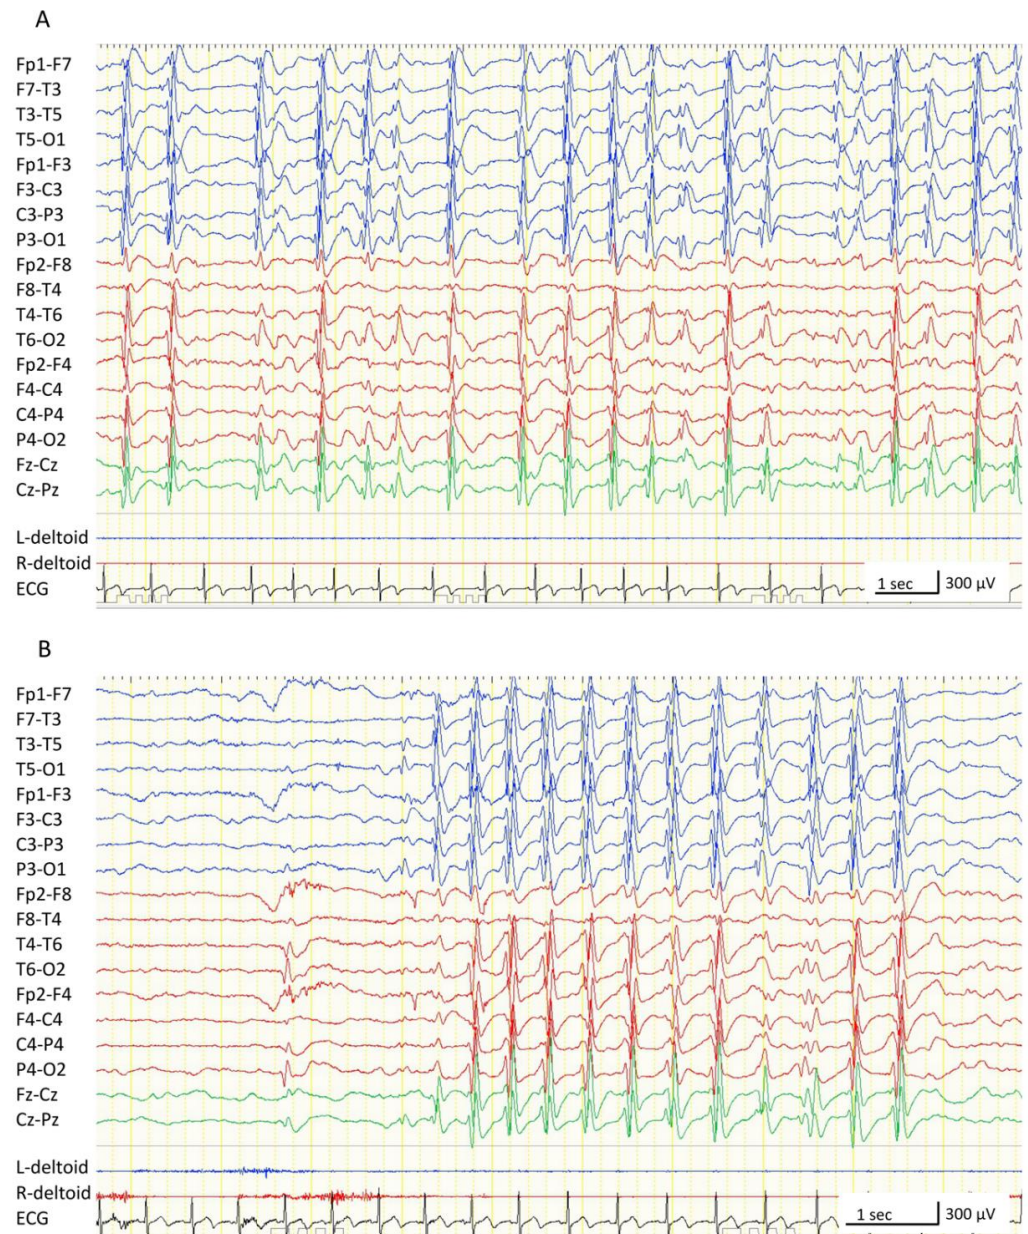 A
Fp1-F7
F7-T3
T3-T5
T5-O1
Fp1-F3
F3-C3
C3-P3
P3-O1
Fp2-F8
F8-T4
T4-T6
T6-O2
Fp2-F4
F4-C4
C4-P4
P4-O2
Fz-Cz
Cz-Pz
L-deltoid
R-deltoid
ECG
1 sec 300 µV
B
Fp1-F7
F7-T3
T3-T5
T5-O1
Fp1-F3
F3-C3
C3-P3
P3-O1
Fp2-F8
F8-T4
T4-T6
T6-O2
Fp2-F4
F4-C4
C4-P4
P4-O2
Fz-Cz
Cz-Pz
L-deltoid
R-deltoid
ECG
1 sec 300 µV